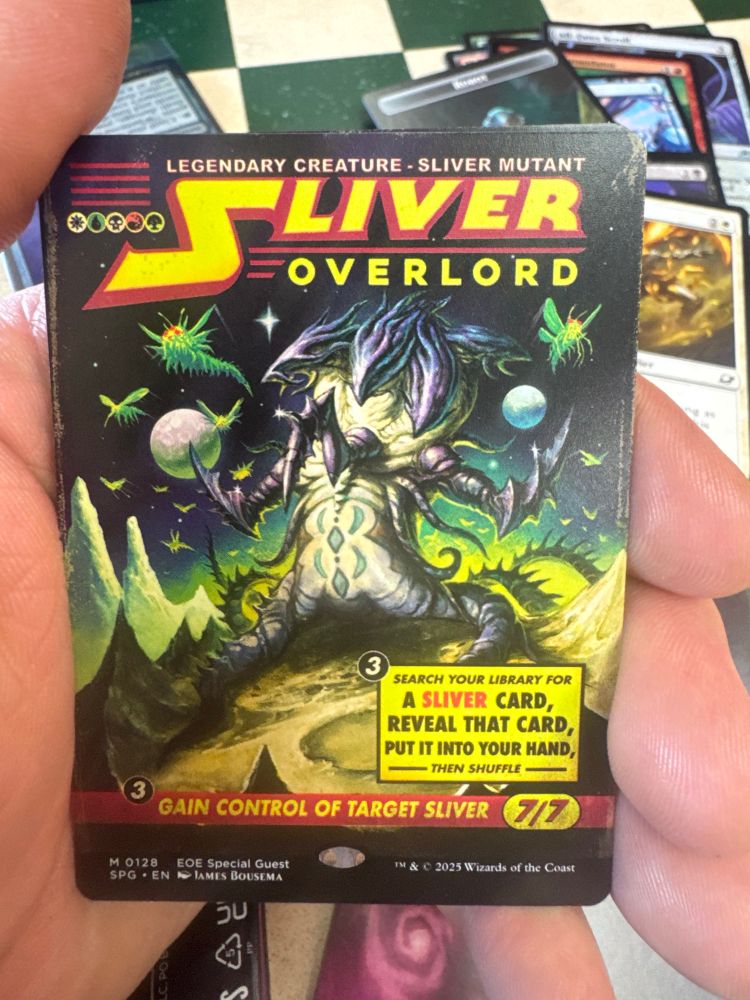 LEGENDARY CREATURE - SLIVER MUTANT
SLIVER
OVERLORD
3
SEARCH YOUR LIBRARY FOR
A SLIVER CARD,
REVEAL THAT CARD,
PUT IT INTO YOUR HAND,
THEN SHUFFLE
3
GAIN CONTROL OF TARGET SLIVER 7/7
M 0128 EOE Special Guest
SPG • EN JAMES BOUSEMA
™ & © 2025 Wizards of the Coast